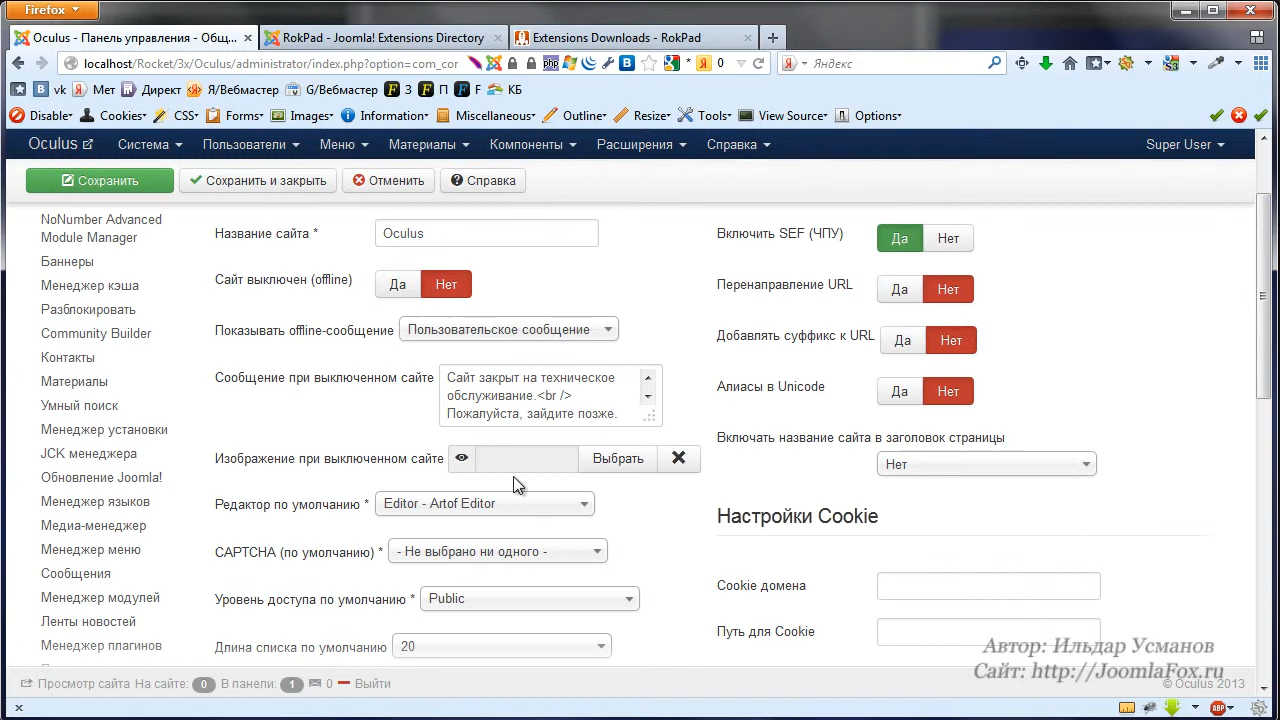 Firefox
Oculus - Панель управления - Общ...
RokPad - Joomla! Extensions Directory
Extensions Downloads - RokPad
localhost/Rocket/3x/Oculus/administrator/index.php?option=com_cor
php
B
0
Яндекс
B vk
Мет
Директ
Я/Вебмастер
G/Вебмастер
F З
F П
F F
КБ
Disable
Cookies
CSS
Forms
Images
Information
Miscellaneous
Outline
Resize
Tools
View Source
Options
Oculus
Система
Пользователи
Меню
Материалы
Компоненты
Расширения
Справка
Super User
Сохранить
Сохранить и закрыть
Отменить
Справка
NoNumber Advanced
Module Manager
Баннеры
Менеджер кэша
Разблокировать
Community Builder
Контакты
Материалы
Умный поиск
Менеджер установки
JCK менеджера
Обновление Joomla!
Менеджер языков
Медиа-менеджер
Менеджер меню
Сообщения
Менеджер модулей
Ленты новостей
Менеджер плагинов
Название сайта *
Oculus
Сайт выключен (offline)
Да Нет
Показывать offline-сообщение
Пользовательское сообщение
Сообщение при выключенном сайте
Сайт закрыт на техническое
обслуживание.<br />
Пожалуйста, зайдите позже.
Изображение при выключенном сайте
Выбрать
Редактор по умолчанию *
Editor - Artof Editor
CAPTCHA (по умолчанию) *
- Не выбрано ни одного -
Уровень доступа по умолчанию *
Public
Длина списка по умолчанию
20
Включить SEF (ЧПУ)
Да Нет
Перенаправление URL
Да Нет
Добавлять суффикс к URL
Да Нет
Алиасы в Unicode
Да Нет
Включать название сайта в заголовок страницы
Нет
Настройки Cookie
Cookie домена
Путь для Cookie
Автор: Ильдар Усманов
Сайт: http://JoomlaFox.ru
Просмотр сайта
На сайте: 0
В панели: 1
0
Выйти
© Oculus 2013
ABP